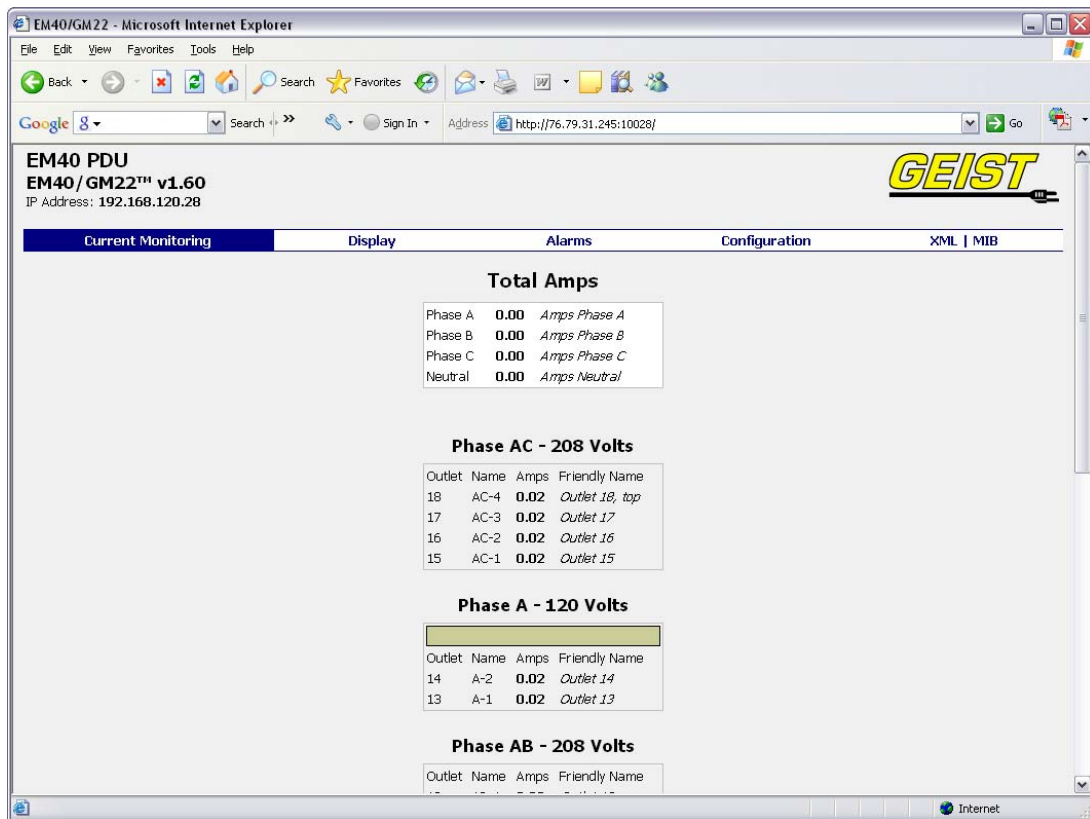 EM40/GM22 - Microsoft Internet Explorer
File Edit View Favorites Tools Help
Back Search Favorites
Google Search » Sign In Address http://76.79.31.245:10028/ Go
EM40 PDU
EM40/GM22™ v1.60
IP Address: 192.168.120.28
GEIST
Current Monitoring Display Alarms Configuration XML | MIB
Total Amps
Phase A 0.00 Amps Phase A
Phase B 0.00 Amps Phase B
Phase C 0.00 Amps Phase C
Neutral 0.00 Amps Neutral
Phase AC - 208 Volts
Outlet Name Amps Friendly Name
18 AC-4 0.02 Outlet 18, top
17 AC-3 0.02 Outlet 17
16 AC-2 0.02 Outlet 16
15 AC-1 0.02 Outlet 15
Phase A - 120 Volts
Outlet Name Amps Friendly Name
14 A-2 0.02 Outlet 14
13 A-1 0.02 Outlet 13
Phase AB - 208 Volts
Outlet Name Amps Friendly Name
Internet